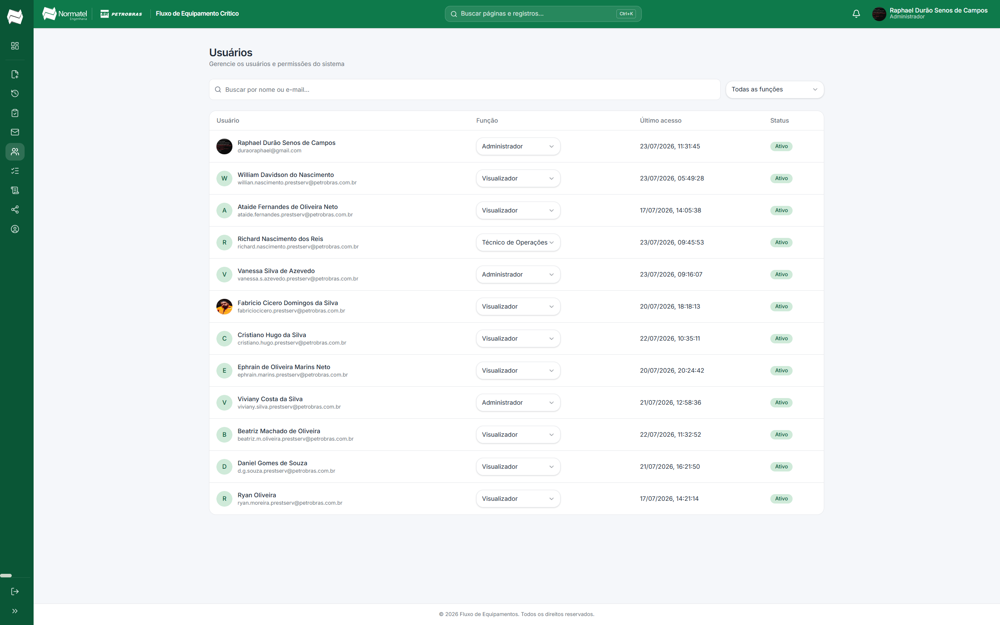 Normatel
Engenharia
BR PETROBRAS
Fluxo de Equipamento Crítico
Buscar páginas e registros...
Ctrl+K
Raphael Durão Senos de Campos
Administrador
Usuários
Gerencie os usuários e permissões do sistema
Buscar por nome ou e-mail...
Todas as funções
Usuário Função Último acesso Status
Raphael Durão Senos de Campos
duraoraphael@gmail.com
Administrador
23/07/2026, 11:31:45
Ativo
W
William Davidson do Nascimento
willian.nascimento.prestserv@petrobras.com.br
Visualizador
23/07/2026, 05:49:28
Ativo
A
Ataide Fernandes de Oliveira Neto
ataide.fernandes.prestserv@petrobras.com.br
Visualizador
17/07/2026, 14:05:38
Ativo
R
Richard Nascimento dos Reis
richard.nascimento.prestserv@petrobras.com.br
Técnico de Operações
23/07/2026, 09:45:53
Ativo
V
Vanessa Silva de Azevedo
vanessa.s.azevedo.prestserv@petrobras.com.br
Administrador
23/07/2026, 09:16:07
Ativo
Fabricio Cicero Domingos da Silva
fabriciocicero.prestserv@petrobras.com.br
Visualizador
20/07/2026, 18:18:13
Ativo
C
Cristiano Hugo da Silva
cristiano.hugo.prestserv@petrobras.com.br
Visualizador
22/07/2026, 10:35:11
Ativo
E
Ephrain de Oliveira Marins Neto
ephrain.marins.prestserv@petrobras.com.br
Visualizador
20/07/2026, 20:24:42
Ativo
V
Viviany Costa da Silva
viviany.silva.prestserv@petrobras.com.br
Administrador
21/07/2026, 12:58:36
Ativo
B
Beatriz Machado de Oliveira
beatriz.m.oliveira.prestserv@petrobras.com.br
Visualizador
22/07/2026, 11:32:52
Ativo
D
Daniel Gomes de Souza
d.g.souza.prestserv@petrobras.com.br
Visualizador
21/07/2026, 16:21:50
Ativo
R
Ryan Oliveira
ryan.moreira.prestserv@petrobras.com.br
Visualizador
17/07/2026, 14:21:14
Ativo
© 2026 Fluxo de Equipamentos. Todos os direitos reservados.